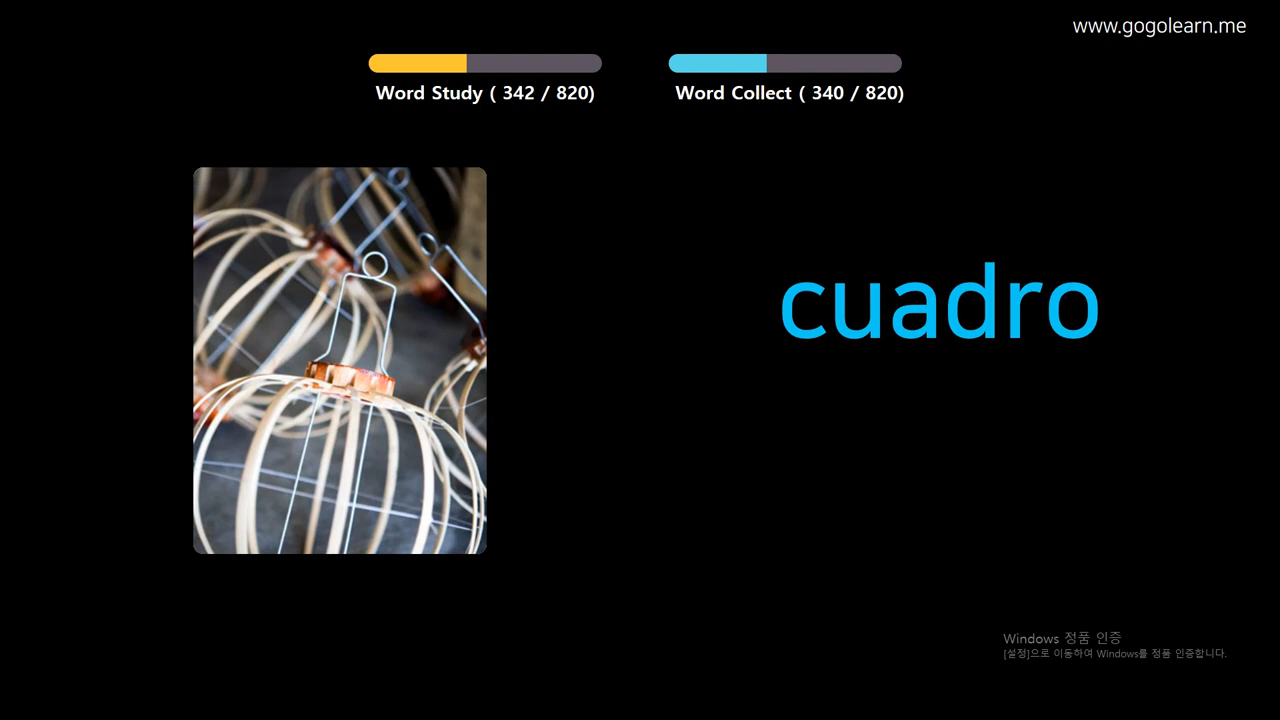 www.gogolearn.me
Word Study ( 342 / 820)
Word Collect ( 340 / 820)
cuadro
Windows 정품 인증
[설정]으로 이동하여 Windows를 정품 인증합니다.